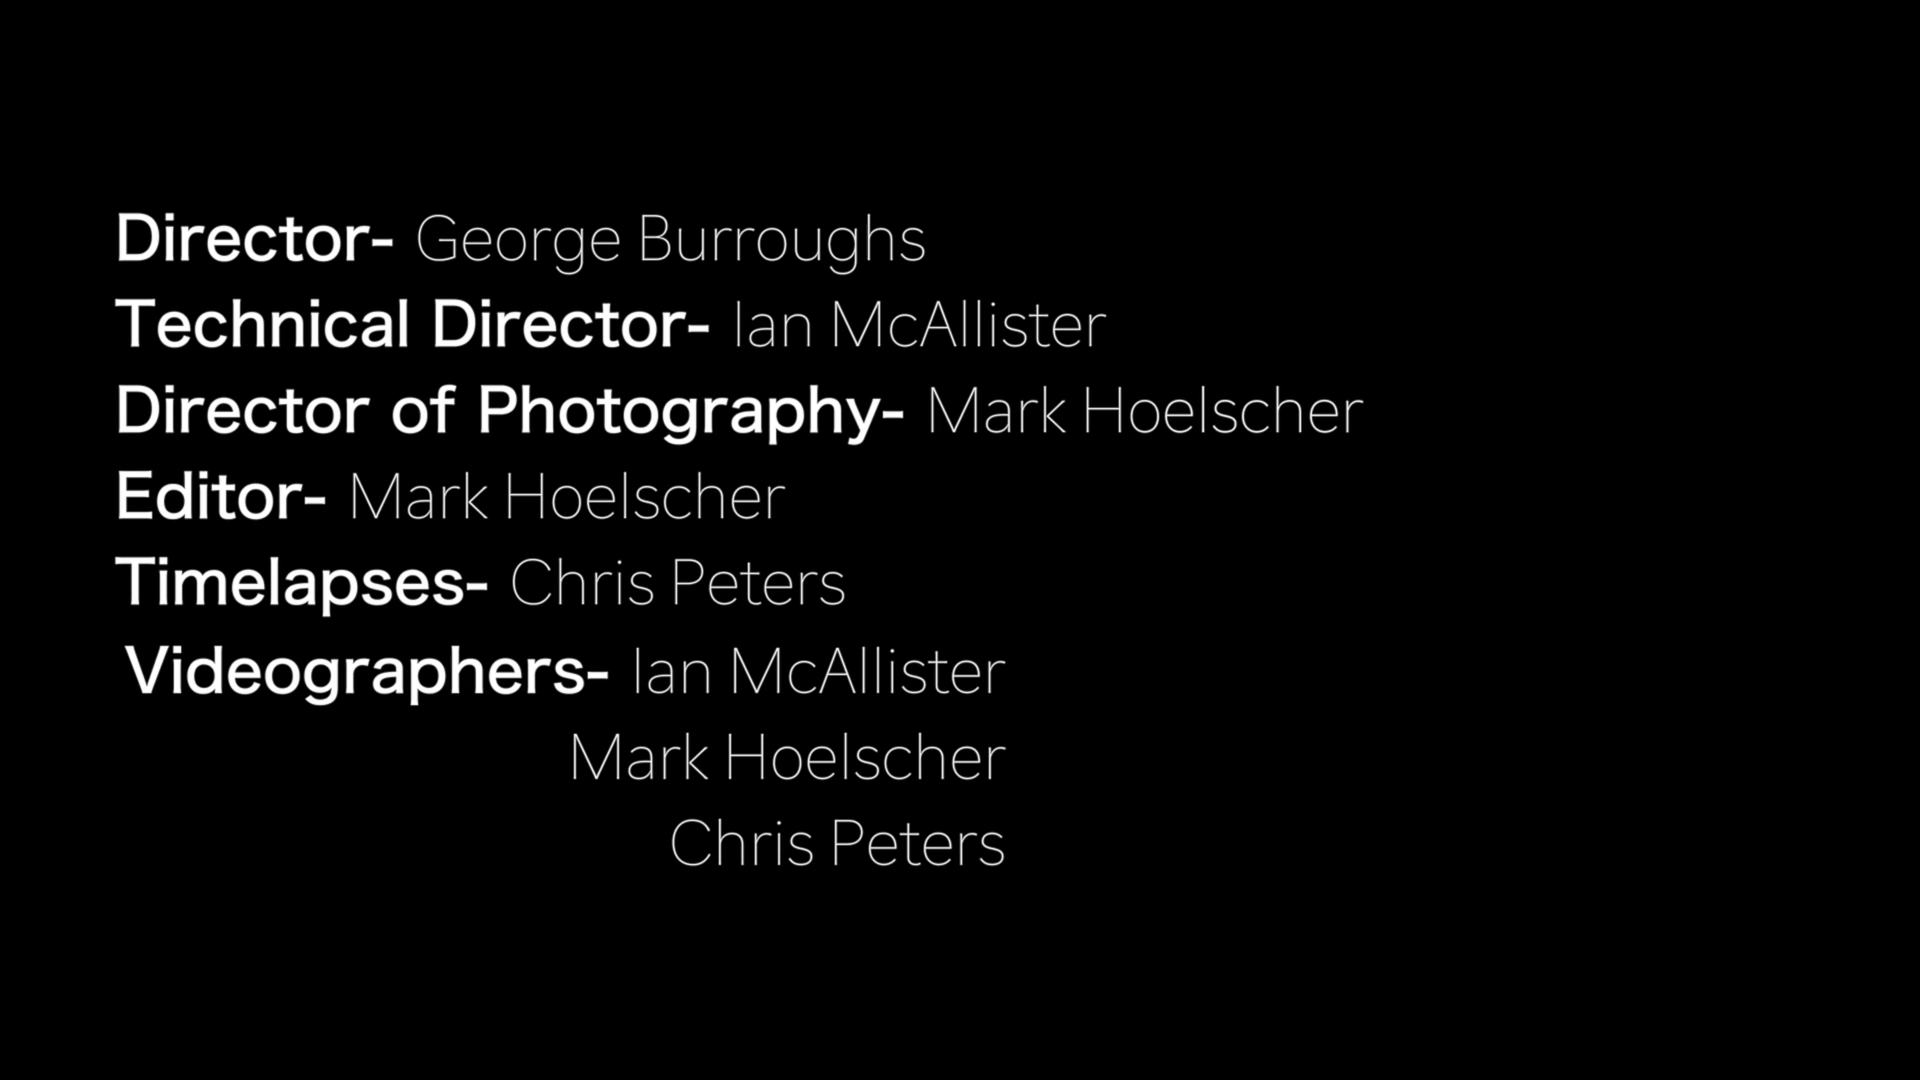 Director- George Burroughs
Technical Director- Ian McAllister
Director of Photography- Mark Hoelscher
Editor- Mark Hoelscher
Timelapses- Chris Peters
Videographers- Ian McAllister
Mark Hoelscher
Chris Peters